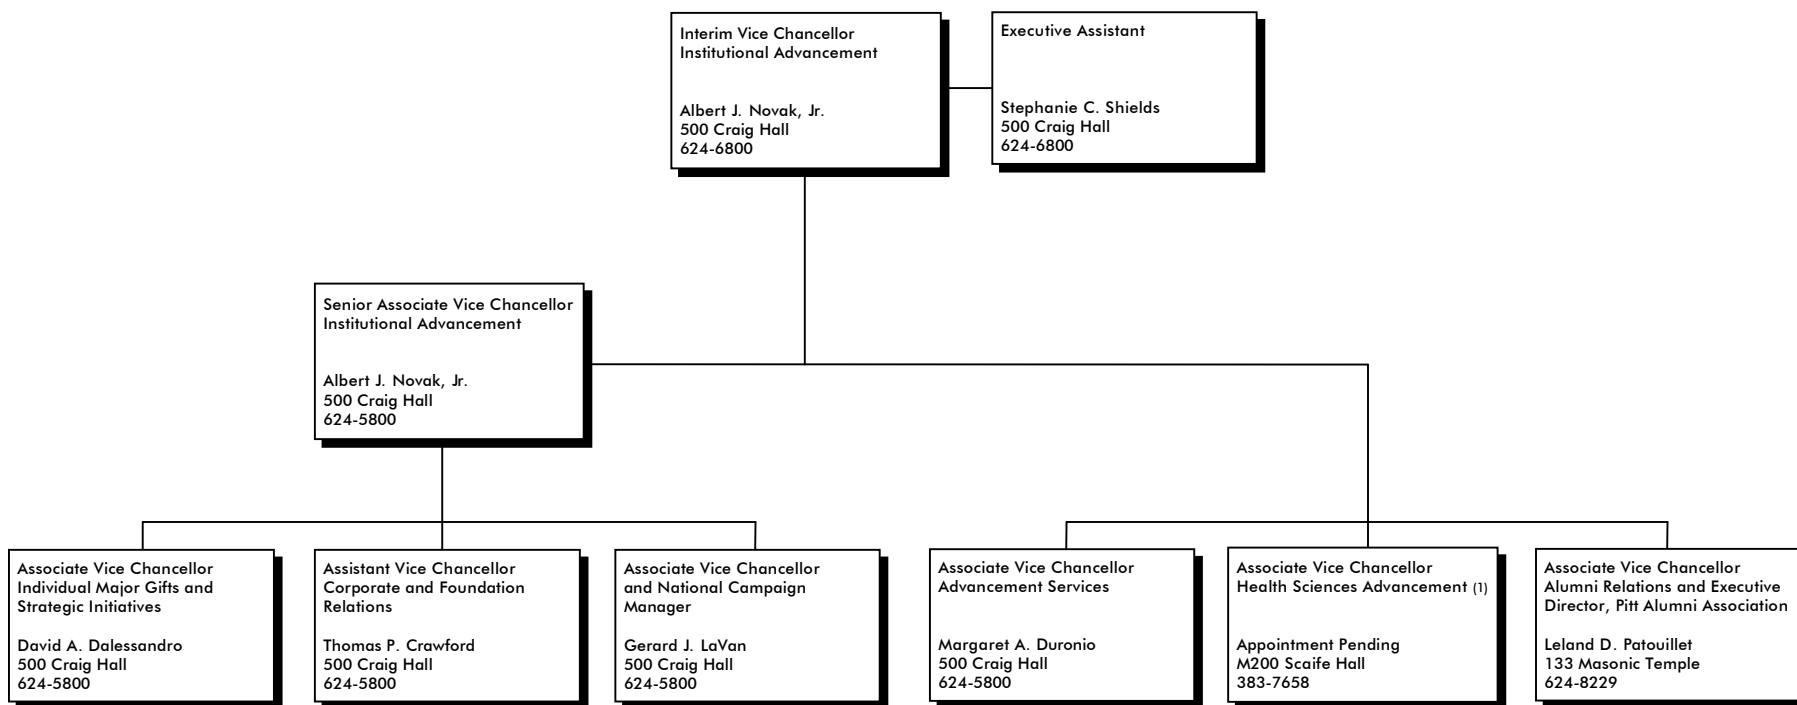 Interim Vice Chancellor
Institutional Advancement
Albert J. Novak, Jr.
500 Craig Hall
624-6800
Executive Assistant
Stephanie C. Shields
500 Craig Hall
624-6800
Senior Associate Vice Chancellor
Institutional Advancement
Albert J. Novak, Jr.
500 Craig Hall
624-5800
Associate Vice Chancellor
Individual Major Gifts and
Strategic Initiatives
David A. Dalessandro
500 Craig Hall
624-5800
Assistant Vice Chancellor
Corporate and Foundation
Relations
Thomas P. Crawford
500 Craig Hall
624-5800
Associate Vice Chancellor
and National Campaign
Manager
Gerard J. LaVan
500 Craig Hall
624-5800
Associate Vice Chancellor
Advancement Services
Margaret A. Duronio
500 Craig Hall
624-5800
Associate Vice Chancellor
Health Sciences Advancement (1)
Appointment Pending
M200 Scaife Hall
383-7658
Associate Vice Chancellor
Alumni Relations and Executive
Director, Pitt Alumni Association
Leland D. Patouillet
133 Masonic Temple
624-8229